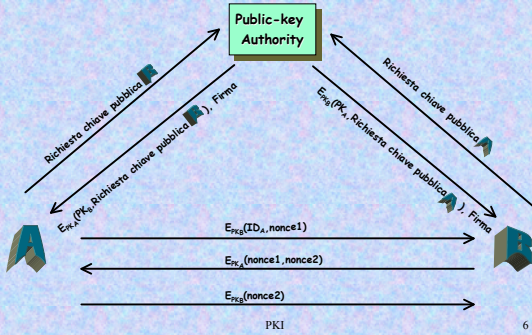 Public-key
Authority
Richiesta chiave pubblica B
Richiesta chiave pubblica A
E_PKA(PK_B,Richiesta chiave pubblica B), Firma
E_PKB(PK_A,Richiesta chiave pubblica A), Firma
A
B
E_PKB(ID_A,nonce1)
E_PKA(nonce1,nonce2)
E_PKB(nonce2)
PKI
6